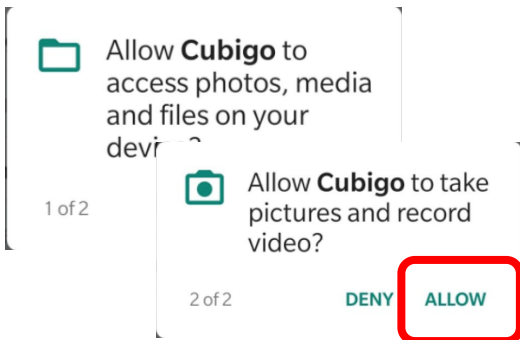 Allow Cubigo to
access photos, media
and files on your
device?
1 of 2
Allow Cubigo to take
pictures and record
video?
2 of 2
DENY ALLOW